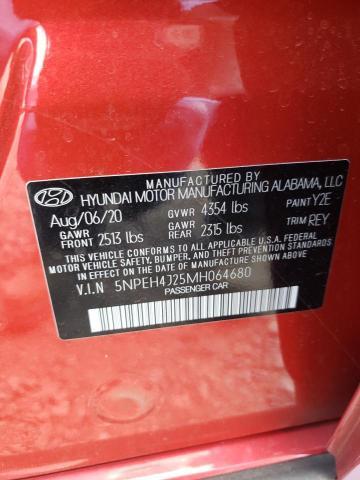 MANUFACTURED BY
HYUNDAI MOTOR MANUFACTURING ALABAMA, LLC
Aug/06/20 GVWR 4354 lbs PAINT Y2E
GAWR FRONT 2513 lbs GAWR REAR 2315 lbs TRIM REY
THIS VEHICLE CONFORMS TO ALL APPLICABLE U.S. FEDERAL MOTOR
VEHICLE SAFETY, BUMPER, AND THEFT PREVENTION STANDARDS
IN EFFECT ON THE DATE OF MANUFACTURE SHOWN ABOVE.
V.I.N 5NPEH4J25MH064680
PASSENGER CAR